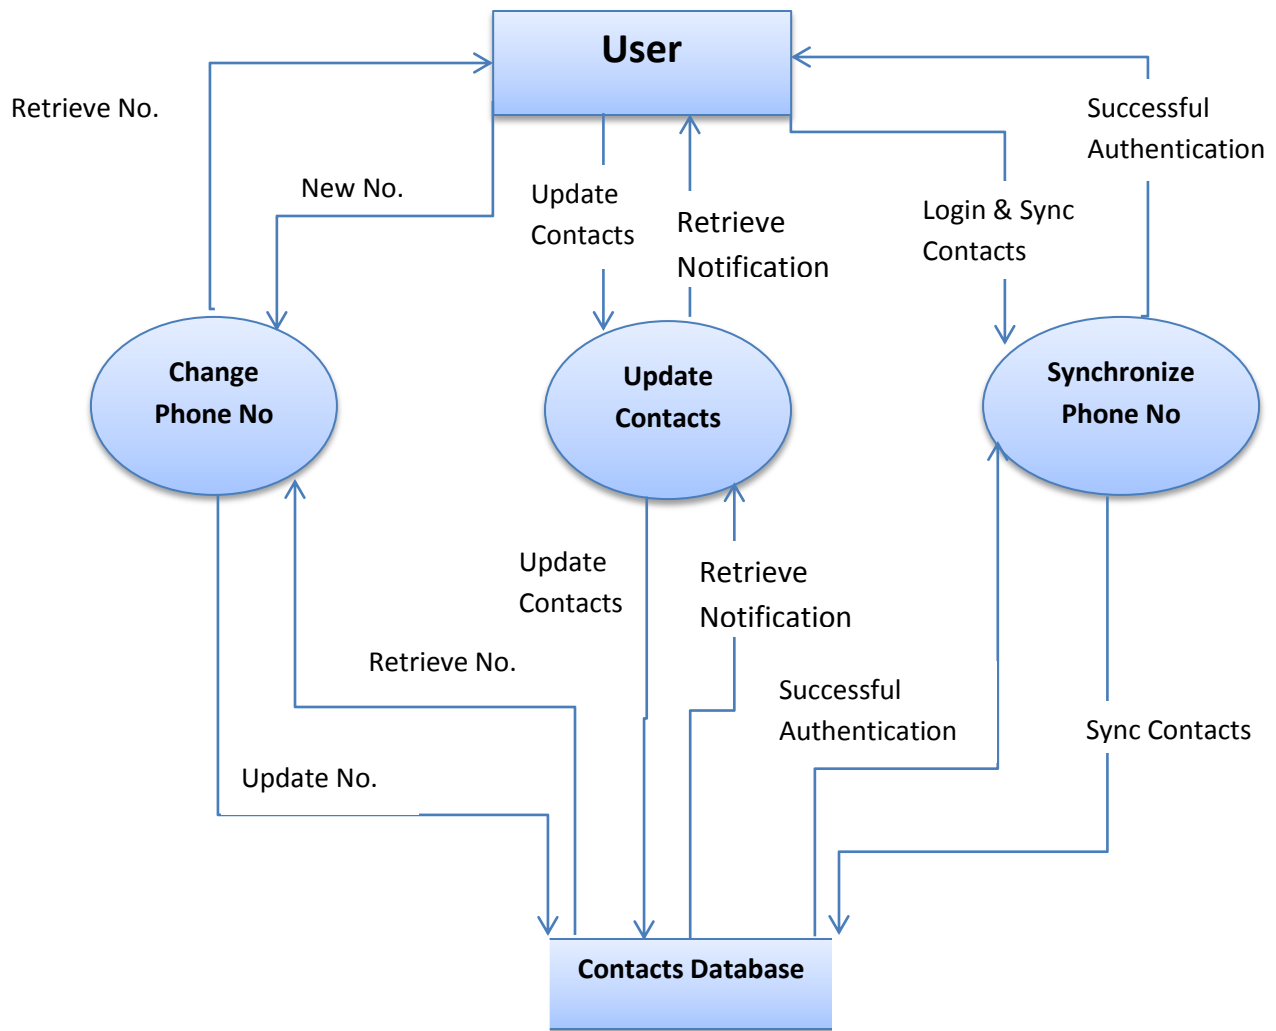 User
Retrieve No.
Successful
Authentication
New No.
Update
Contacts
Retrieve
Notification
Login & Sync
Contacts
Change
Phone No
Update
Contacts
Synchronize
Phone No
Update
Contacts
Retrieve
Notification
Retrieve No.
Successful
Authentication
Sync Contacts
Update No.
Contacts Database